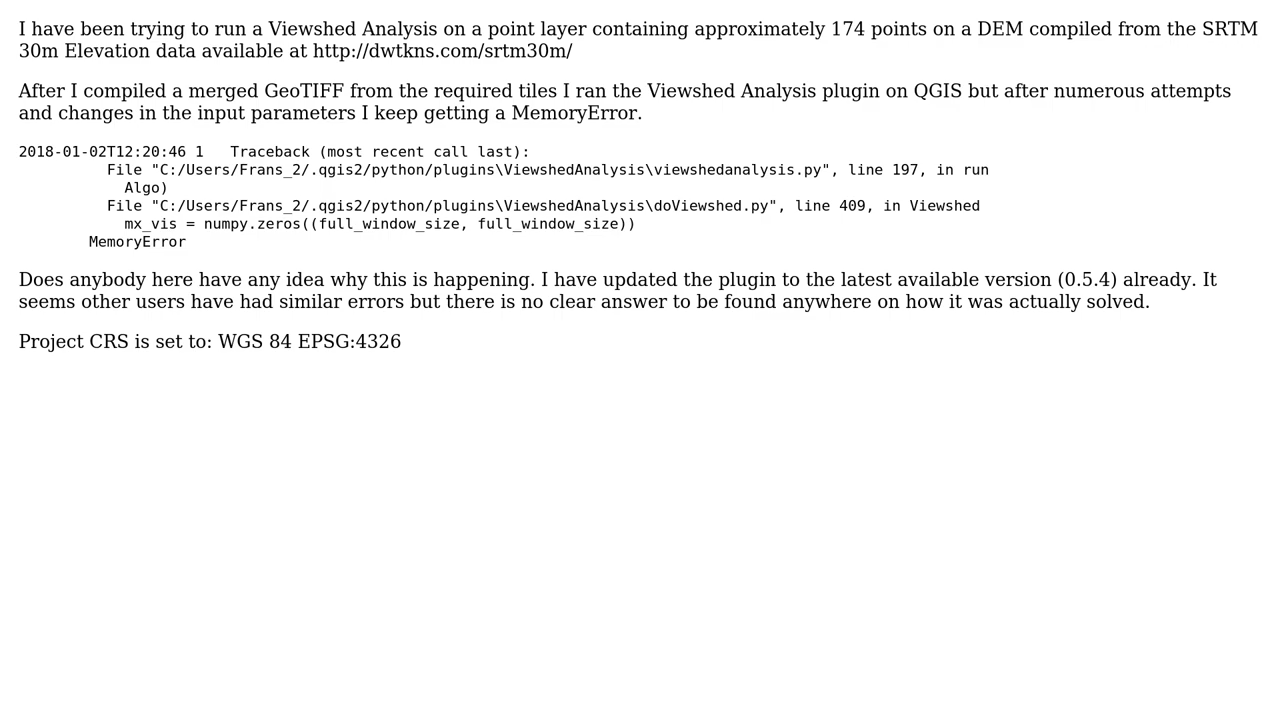 I have been trying to run a Viewshed Analysis on a point layer containing approximately 174 points on a DEM compiled from the SRTM
30m Elevation data available at http://dwtkns.com/srtm30m/
After I compiled a merged GeoTIFF from the required tiles I ran the Viewshed Analysis plugin on QGIS but after numerous attempts
and changes in the input parameters I keep getting a MemoryError.
2018-01-02T12:20:46 1   Traceback (most recent call last):
          File "C:/Users/Frans_2/.qgis2/python/plugins\ViewshedAnalysis\viewshedanalysis.py", line 197, in run
            Algo)
          File "C:/Users/Frans_2/.qgis2/python/plugins\ViewshedAnalysis\doViewshed.py", line 409, in Viewshed
            mx_vis = numpy.zeros((full_window_size, full_window_size))
        MemoryError
Does anybody here have any idea why this is happening. I have updated the plugin to the latest available version (0.5.4) already. It
seems other users have had similar errors but there is no clear answer to be found anywhere on how it was actually solved.
Project CRS is set to: WGS 84 EPSG:4326